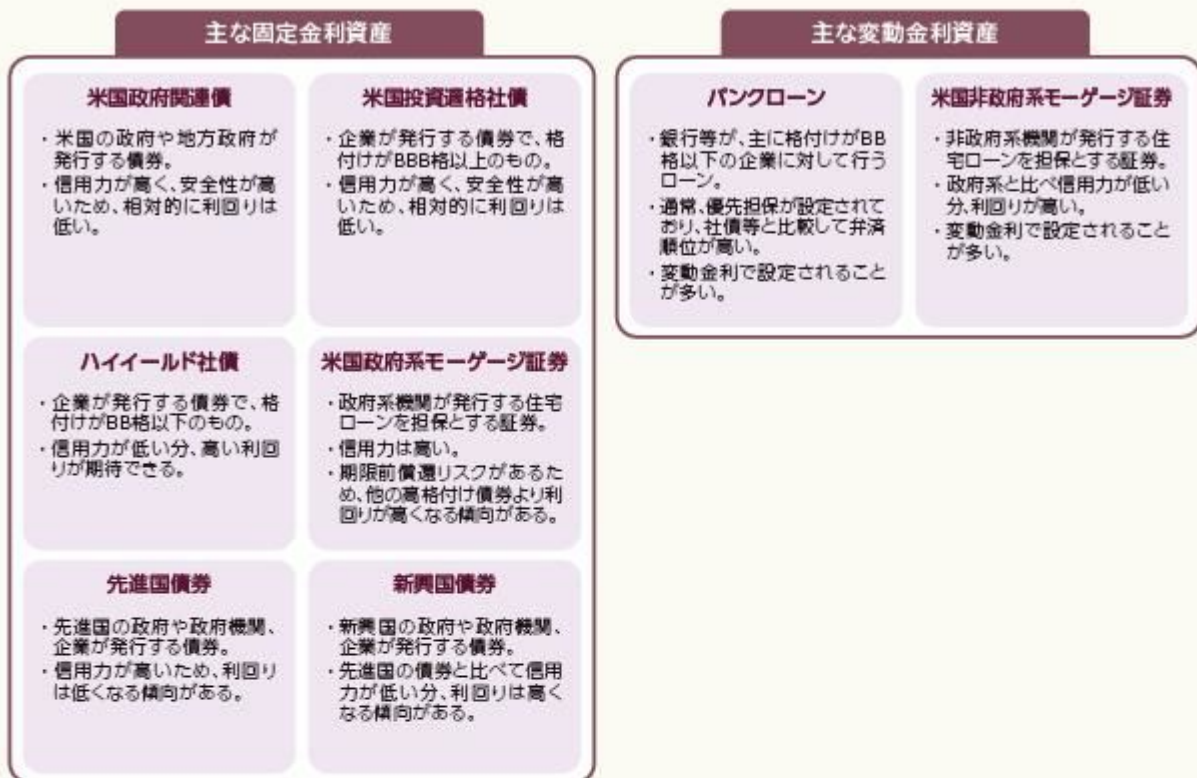 主な固定金利資産
米国政府関連債
・米国の政府や地方政府が
発行する債券。
・信用力が高く、安全性が高
いため、相対的に利回りは
低い。
米国投資適格社債
・企業が発行する債券で、格
付けがBBB格以上のもの。
・信用力が高く、安全性が高
いため、相対的に利回りは
低い。
ハイイールド社債
・企業が発行する債券で、格
付けがBB格以下のもの。
・信用力が低い分、高い利回
りが期待できる。
米国政府系モーゲージ証券
・政府系機関が発行する住宅
ローンを担保とする証券。
・信用力は高い。
・期限前償還リスクがあるた
め、他の高格付け債券より利
回りが高くなる傾向がある。
先進国債券
・先進国の政府や政府機関、
企業が発行する債券。
・信用力が高いため、利回り
は低くなる傾向がある。
新興国債券
・新興国の政府や政府機関、
企業が発行する債券。
・先進国の債券と比べて信用
力が低い分、利回りは高く
なる傾向がある。
主な変動金利資産
バンクローン
・銀行等が、主に格付けがBB
格以下の企業に対して行う
ローン。
・通常、優先担保が設定されて
おり、社債等と比較して弁済
順位が高い。
・変動金利で設定されること
が多い。
米国非政府系モーゲージ証券
・非政府系機関が発行する住
宅ローンを担保とする証券。
・政府系と比べ信用力が低い
分、利回りが高い。
・変動金利で設定されること
が多い。